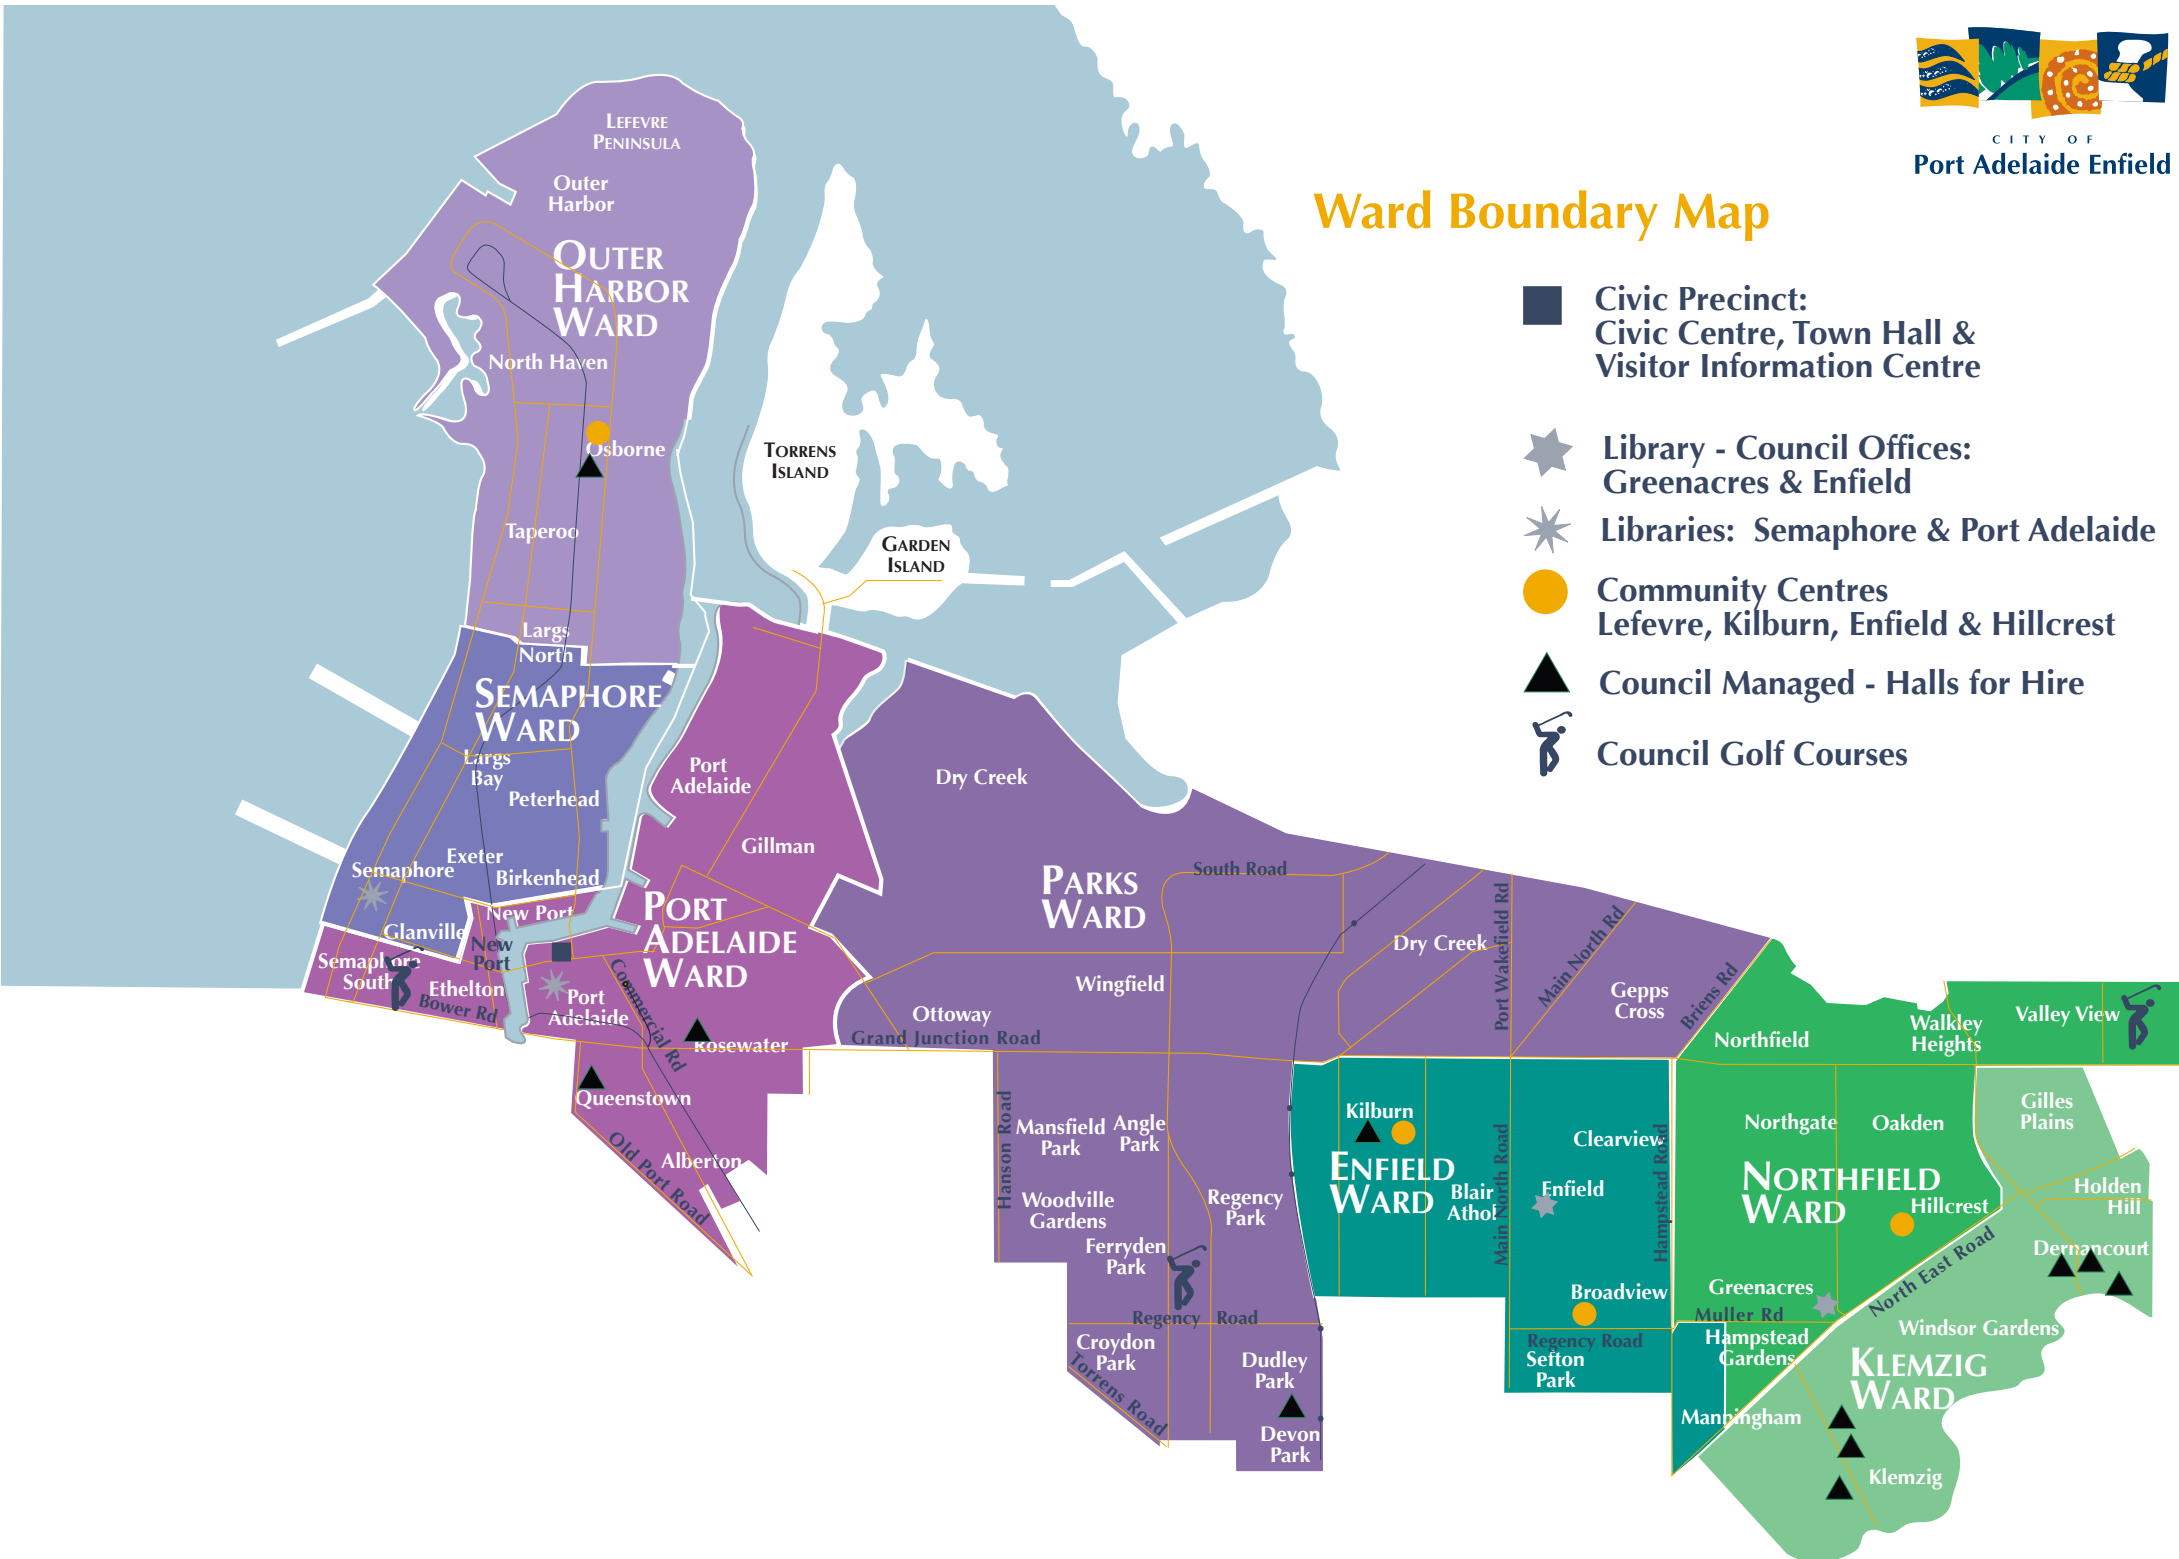 CITY OF
Port Adelaide Enfield
Ward Boundary Map
Civic Precinct:
Civic Centre, Town Hall &
Visitor Information Centre
Library - Council Offices:
Greenacres & Enfield
Libraries:  Semaphore & Port Adelaide
Community Centres
Lefevre, Kilburn, Enfield & Hillcrest
Council Managed - Halls for Hire
Council Golf Courses
LEFEVRE
PENINSULA
Outer
Harbor
OUTER
HARBOR
WARD
North Haven
Osborne
Taperoo
Largs
North
TORRENS
ISLAND
GARDEN
ISLAND
SEMAPHORE
WARD
Largs
Bay
Peterhead
Exeter
Semaphore
Birkenhead
Glanville
New Port
New
Port
Semaphore
South
Ethelton
Bower Rd
Port
Adelaide
Gillman
PORT
ADELAIDE
WARD
Port
Adelaide
Commercial Rd
Rosewater
Queenstown
Alberton
Old Port Road
Dry Creek
PARKS
WARD
South Road
Wingfield
Ottoway
Grand Junction Road
Dry Creek
Port Wakefield Rd
Main North Rd
Gepps
Cross
Briens Rd
Hanson Road
Mansfield
Park
Angle
Park
Woodville
Gardens
Regency
Park
Ferryden
Park
Regency Road
Croydon
Park
Torrens Road
Dudley
Park
Devon
Park
Kilburn
ENFIELD
WARD
Blair
Athol
Main North Road
Clearview
Enfield
Hampstead Road
Broadview
Regency Road
Sefton
Park
Northfield
Walkley
Heights
Valley View
Northgate
Oakden
NORTHFIELD
WARD
Hillcrest
Greenacres
Muller Rd
Hampstead
Gardens
Manningham
North East Road
Gilles
Plains
Holden
Hill
Dernancourt
Windsor Gardens
KLEMZIG
WARD
Klemzig